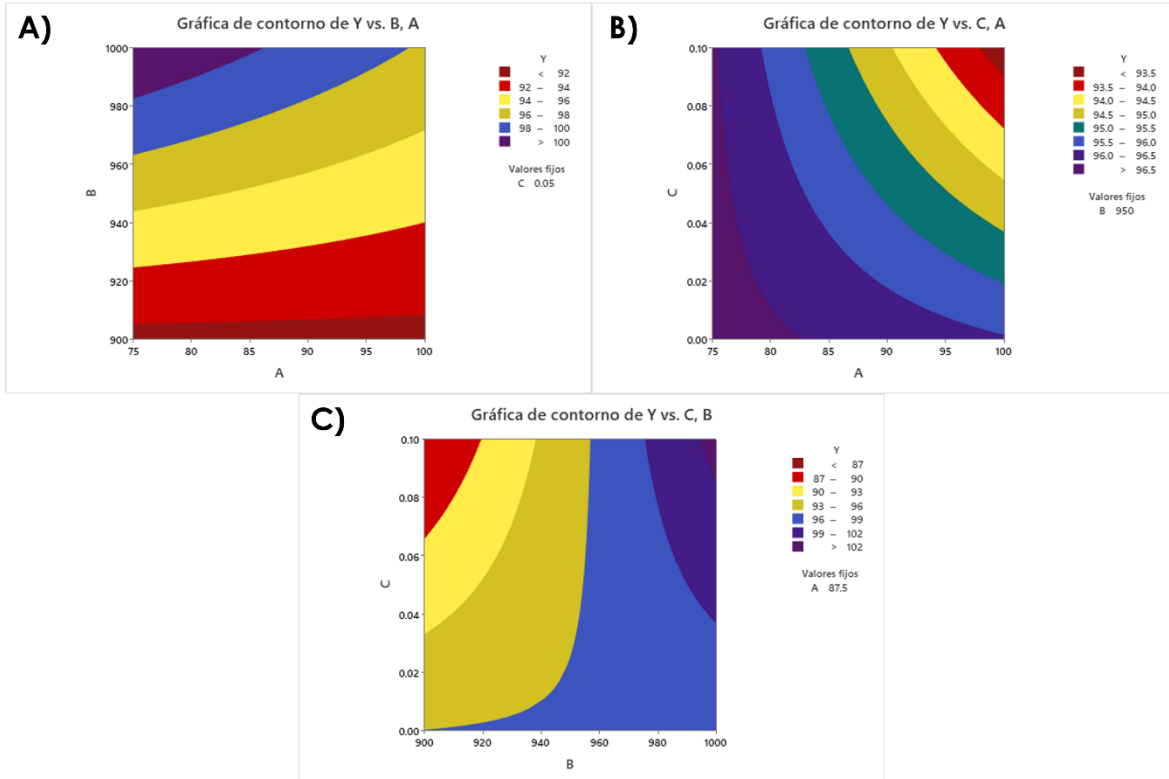 A)
Gráfica de contorno de Y vs. B, A
1000
980
960
940
920
900
B
75 80 85 90 95 100
A
Y
< 92
92 – 94
94 – 96
96 – 98
98 – 100
> 100
Valores fijos
C 0.05
B)
Gráfica de contorno de Y vs. C, A
0.10
0.08
0.06
0.04
0.02
0.00
C
75 80 85 90 95 100
A
Y
< 93.5
93.5 – 94.0
94.0 – 94.5
94.5 – 95.0
95.0 – 95.5
95.5 – 96.0
96.0 – 96.5
> 96.5
Valores fijos
B 950
C)
Gráfica de contorno de Y vs. C, B
0.10
0.08
0.06
0.04
0.02
0.00
C
900 920 940 960 980 1000
B
Y
< 87
87 – 90
90 – 93
93 – 96
96 – 99
99 – 102
> 102
Valores fijos
A 87.5